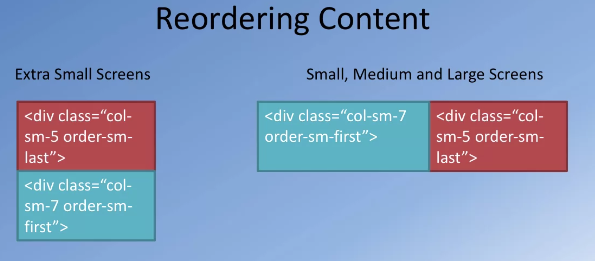 Reordering Content
Extra Small Screens
Small, Medium and Large Screens
<div class=“col-
sm-5 order-sm-
last”>
<div class=“col-
sm-7 order-sm-
first”>
<div class=“col-sm-7
order-sm-first”>
<div class=“col-
sm-5 order-sm-
last”>